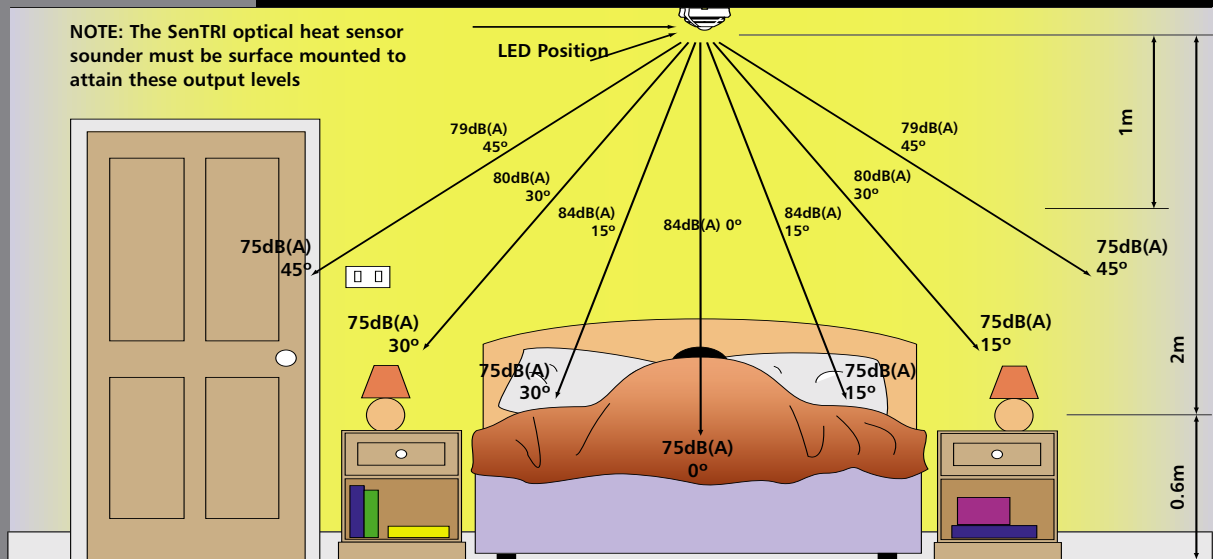 NOTE: The SenTRI optical heat sensor
sounder must be surface mounted to
attain these output levels
LED Position
79dB(A)
45º
79dB(A)
45º
1m
80dB(A)
30º
80dB(A)
30º
84dB(A)
15º
84dB(A) 0º
84dB(A)
15º
75dB(A)
45º
75dB(A)
45º
75dB(A)
30º
75dB(A)
15º
2m
75dB(A)
30º
75dB(A)
15º
75dB(A)
0º
0.6m